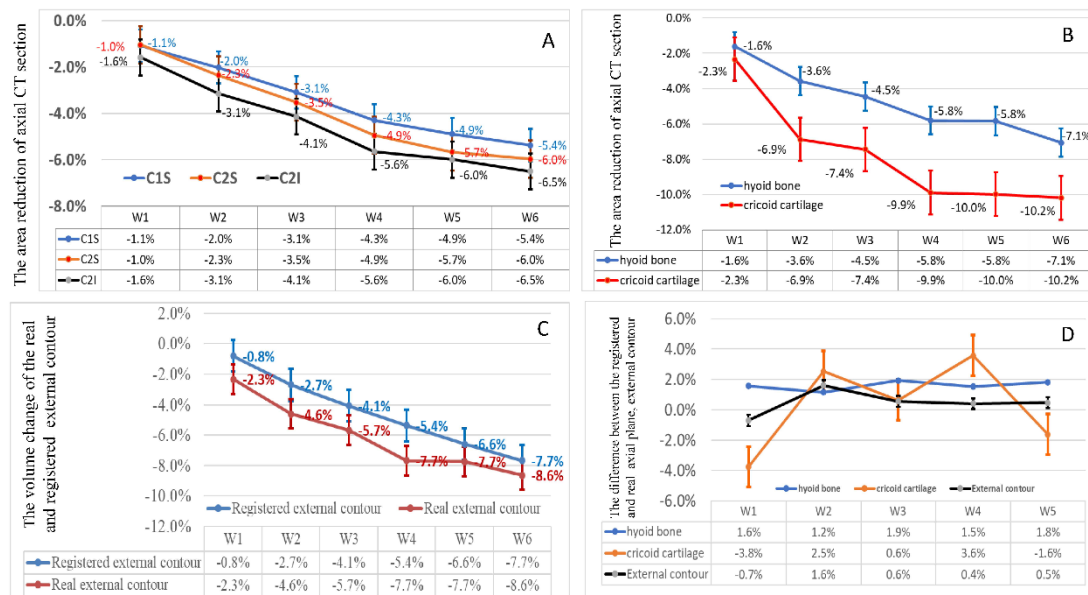 The area reduction of axial CT section
A
0.0%
-2.0%
-4.0%
-6.0%
-8.0%
-1.0%
-1.1%
-1.6%
-2.0%
-2.3%
-3.1%
-3.1%
-3.5%
-4.1%
-4.3%
-4.9%
-5.6%
-4.9%
-5.7%
-6.0%
-5.4%
-6.0%
-6.5%
C1S C2S C2I
W1 W2 W3 W4 W5 W6
C1S -1.1% -2.0% -3.1% -4.3% -4.9% -5.4%
C2S -1.0% -2.3% -3.5% -4.9% -5.7% -6.0%
C2I -1.6% -3.1% -4.1% -5.6% -6.0% -6.5%
The area reduction of axial CT section
B
0.0%
-2.0%
-4.0%
-6.0%
-8.0%
-10.0%
-12.0%
-1.6%
-3.6%
-4.5%
-5.8%
-5.8%
-7.1%
-2.3%
-6.9%
-7.4%
-9.9%
-10.0%
-10.2%
hyoid bone
cricoid cartilage
W1 W2 W3 W4 W5 W6
hyoid bone -1.6% -3.6% -4.5% -5.8% -5.8% -7.1%
cricoid cartilage -2.3% -6.9% -7.4% -9.9% -10.0% -10.2%
The volume change of the real
and registered external contour
C
2.0%
0.0%
-2.0%
-4.0%
-6.0%
-8.0%
-10.0%
-12.0%
-0.8%
-2.7%
-4.1%
-5.4%
-6.6%
-7.7%
-2.3%
-4.6%
-5.7%
-7.7%
-7.7%
-8.6%
Registered external contour Real external contour
W1 W2 W3 W4 W5 W6
Registered external contour -0.8% -2.7% -4.1% -5.4% -6.6% -7.7%
Real external contour -2.3% -4.6% -5.7% -7.7% -7.7% -8.6%
The difference between the registered
and real axial plane, external contour
D
6.0%
4.0%
2.0%
0.0%
-2.0%
-4.0%
-6.0%
hyoid bone cricoid cartilage External contour
W1 W2 W3 W4 W5
hyoid bone 1.6% 1.2% 1.9% 1.5% 1.8%
cricoid cartilage -3.8% 2.5% 0.6% 3.6% -1.6%
External contour -0.7% 1.6% 0.6% 0.4% 0.5%